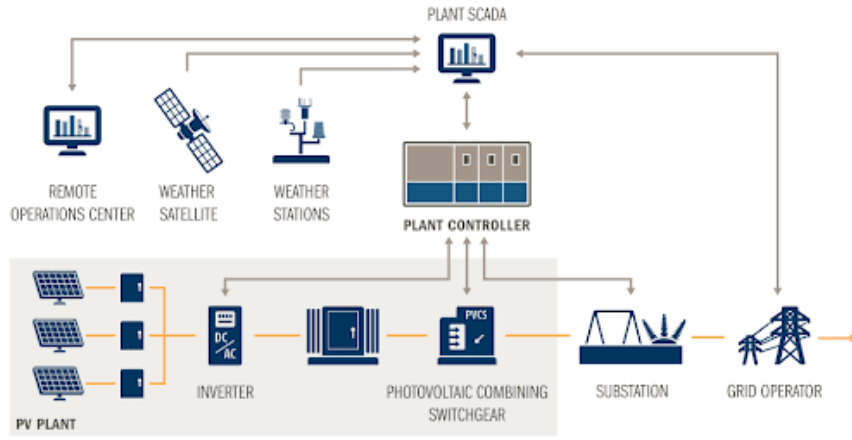 PLANT SCADA
REMOTE
OPERATIONS CENTER
WEATHER
SATELLITE
WEATHER
STATIONS
PLANT CONTROLLER
DC
AC
PVCS
INVERTER
PHOTOVOLTAIC COMBINING
SWITCHGEAR
SUBSTATION
GRID OPERATOR
PV PLANT